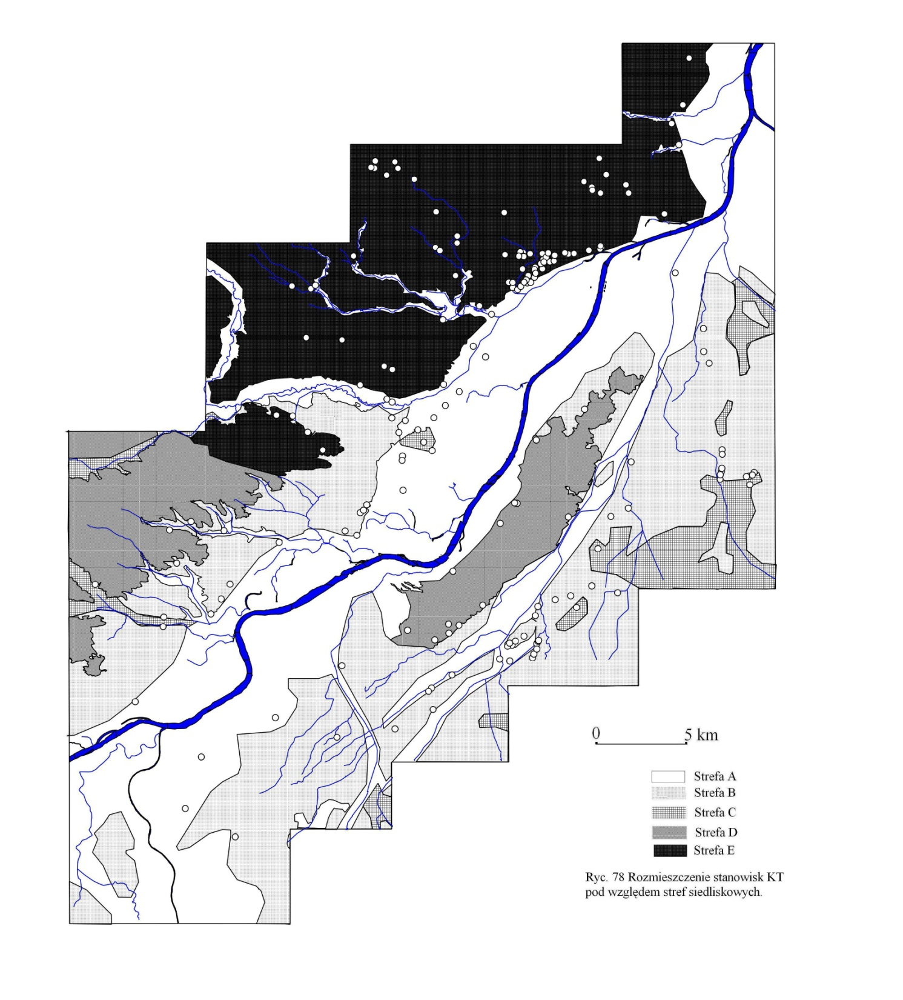 0 5 km
Strefa A
Strefa B
Strefa C
Strefa D
Strefa E
Ryc. 78 Rozmieszczenie stanowisk KT
pod względem stref siedliskowych.